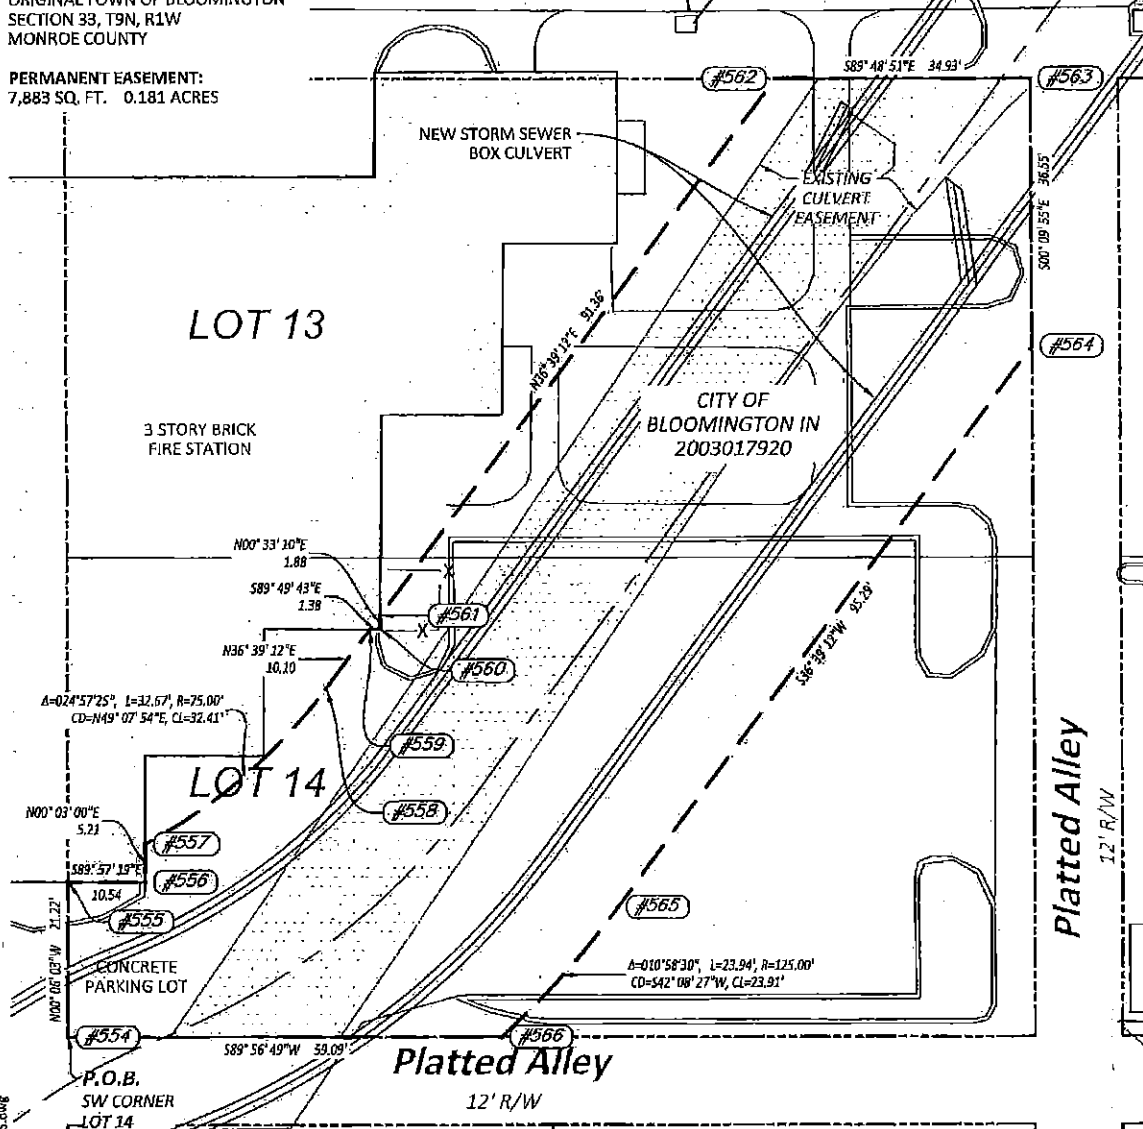 ORIGINAL TOWN OF BLOOMINGTON
SECTION 33, T9N, R1W
MONROE COUNTY
PERMANENT EASEMENT:
7,883 SQ. FT. 0.181 ACRES
#562
S89° 48' 51"E 34.93'
#563
NEW STORM SEWER
BOX CULVERT
EXISTING
CULVERT
EASEMENT
S00° 09' 55"E 36.55'
LOT 13
N36° 39' 12"E 91.36'
#564
CITY OF
BLOOMINGTON IN
2003017920
3 STORY BRICK
FIRE STATION
N00° 33' 10"E
1.88
S89° 49' 43"E
1.38
#561
S36° 39' 12"W 95.29'
N36° 39' 12"E
10.10
#560
Δ=024°57'25", L=32.67', R=75.00'
CD=N49° 07' 54"E, CL=32.41'
#559
LOT 14
#558
N00° 03' 00"E
5.21
#557
S89° 57' 19"E
10.54
#556
#555
#565
N00° 06' 03"W 21.22'
CONCRETE
PARKING LOT
Δ=010°58'30", L=23.94', R=125.00'
CD=S42° 08' 27"W, CL=23.91'
Platted Alley
12' R/W
#554
S89° 56' 49"W 59.09'
#566
Platted Alley
12' R/W
P.O.B.
SW CORNER
LOT 14